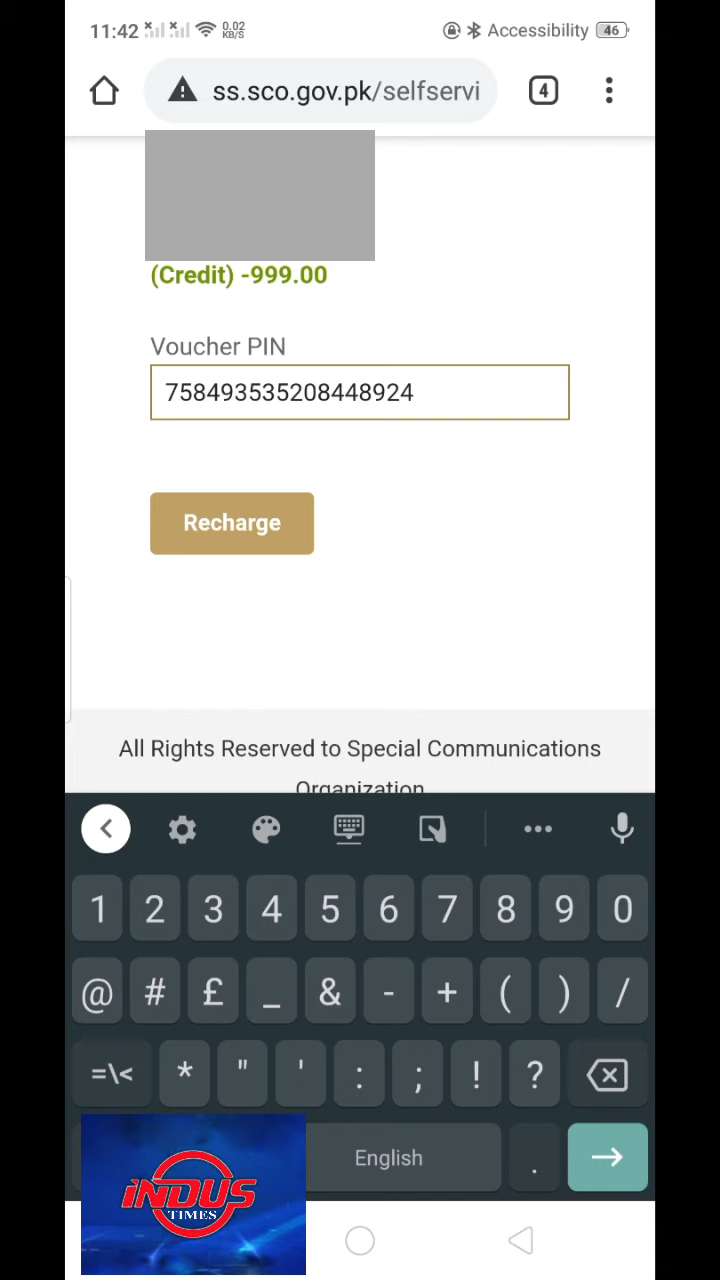 11:42 0.02 KB/S Accessibility 46
ss.sco.gov.pk/selfservi 4
(Credit) -999.00
Voucher PIN
758493535208448924
Recharge
All Rights Reserved to Special Communications
Organization
1 2 3 4 5 6 7 8 9 0
@ # £ _ & - + ( ) /
=\< * " ' : ; ! ?
English .
INDUS
TIMES